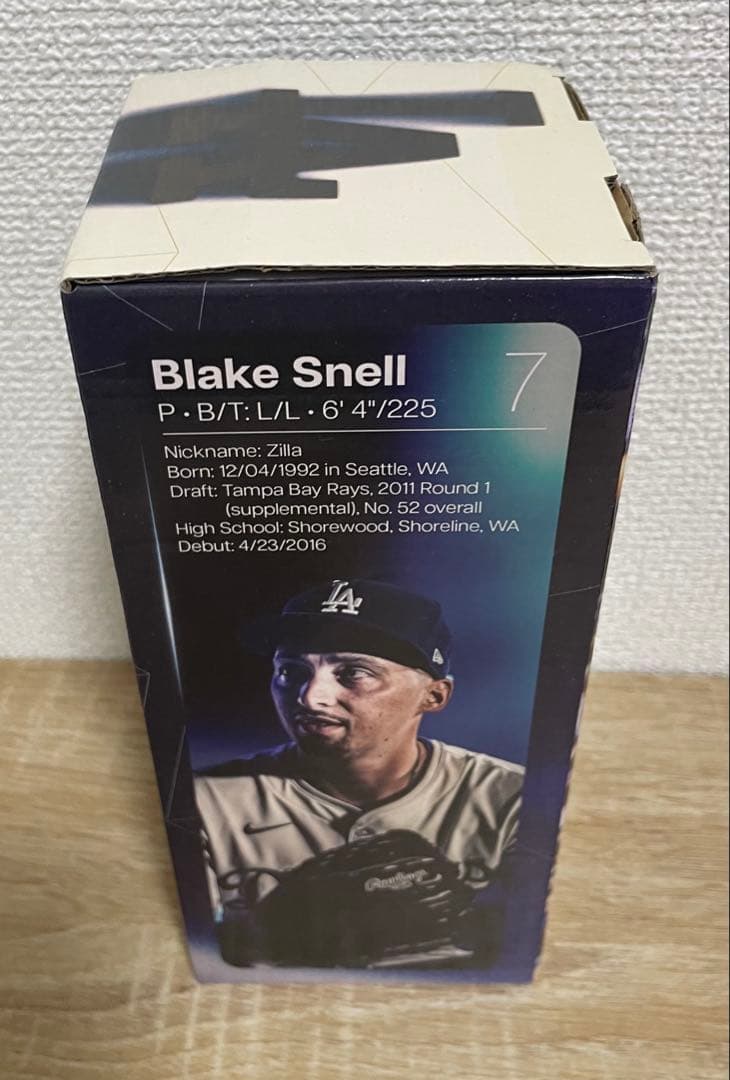 Blake Snell
7
P • B/T: L/L • 6' 4"/225
Nickname: Zilla
Born: 12/04/1992 in Seattle, WA
Draft: Tampa Bay Rays, 2011 Round 1
(supplemental), No. 52 overall
High School: Shorewood, Shoreline, WA
Debut: 4/23/2016
LA
Rawlings